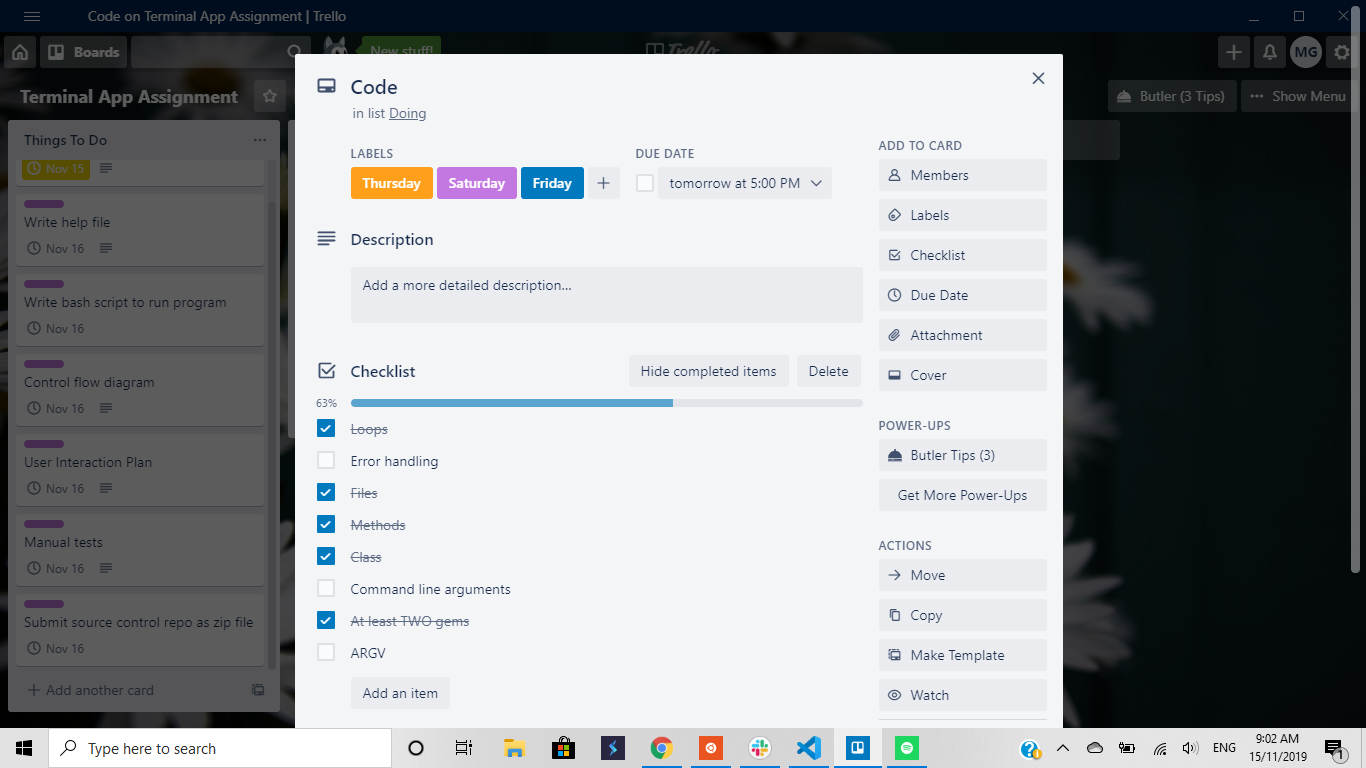 Code on Terminal App Assignment | Trello
Boards
New stuff!
Trello
MG
Terminal App Assignment
Butler (3 Tips)
Show Menu
Things To Do
Nov 15
Write help file
Nov 16
Write bash script to run program
Nov 16
Control flow diagram
Nov 16
User Interaction Plan
Nov 16
Manual tests
Nov 16
Submit source control repo as zip file
Nov 16
Add another card
Code
in list Doing
LABELS
Thursday Saturday Friday
DUE DATE
tomorrow at 5:00 PM
Description
Add a more detailed description...
Checklist
Hide completed items
Delete
63%
Loops
Error handling
Files
Methods
Class
Command line arguments
At least TWO gems
ARGV
Add an item
ADD TO CARD
Members
Labels
Checklist
Due Date
Attachment
Cover
POWER-UPS
Butler Tips (3)
Get More Power-Ups
ACTIONS
Move
Copy
Make Template
Watch
Type here to search
ENG
9:02 AM
15/11/2019
1